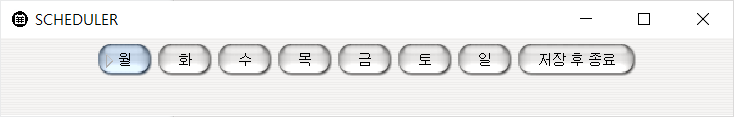 SCHEDULER
월 화 수 목 금 토 일 저장 후 종료